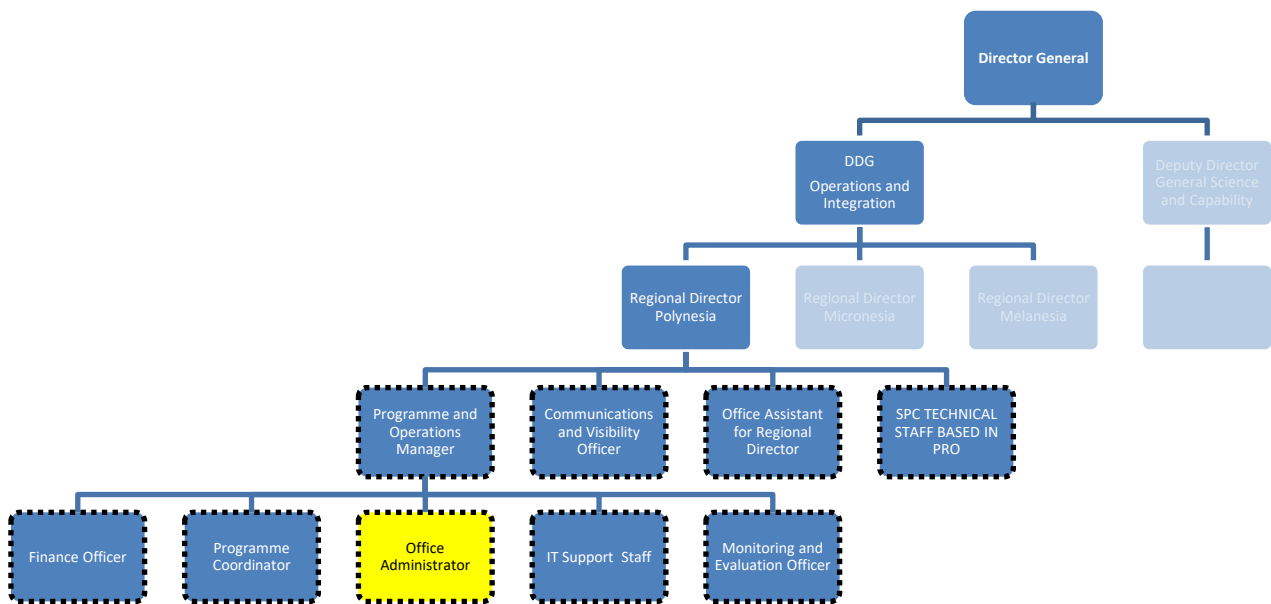 Director General
DDG
Operations and
Integration
Deputy Director
General Science
and Capability
Regional Director
Polynesia
Regional Director
Micronesia
Regional Director
Melanesia
Programme and
Operations
Manager
Communications
and Visibility
Officer
Office Assistant
for Regional
Director
SPC TECHNICAL
STAFF BASED IN
PRO
Finance Officer
Programme
Coordinator
Office
Administrator
IT Support Staff
Monitoring and
Evaluation Officer